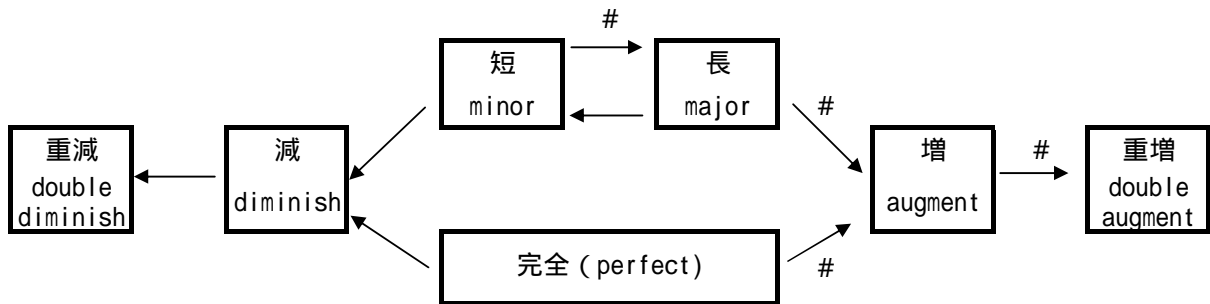 #
短
minor
長
major
#
重減
double
diminish
減
diminish
増
augment
#
重増
double
augment
完全（perfect）
#